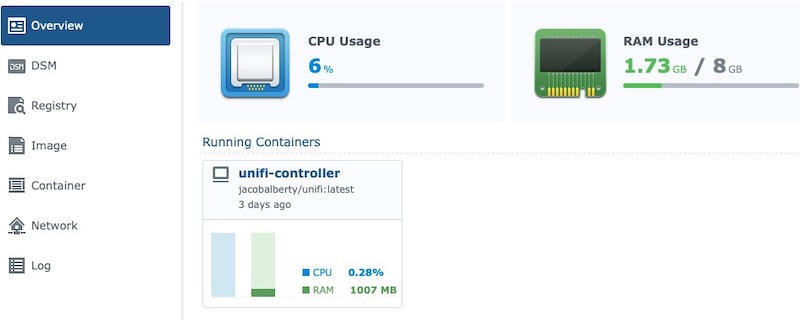 Overview
DSM
DSM
Registry
Image
Container
Network
Log
CPU Usage
6 %
RAM Usage
1.73 GB / 8 GB
Running Containers
unifi-controller
jacobalberty/unifi:latest
3 days ago
CPU 0.28%
RAM 1007 MB